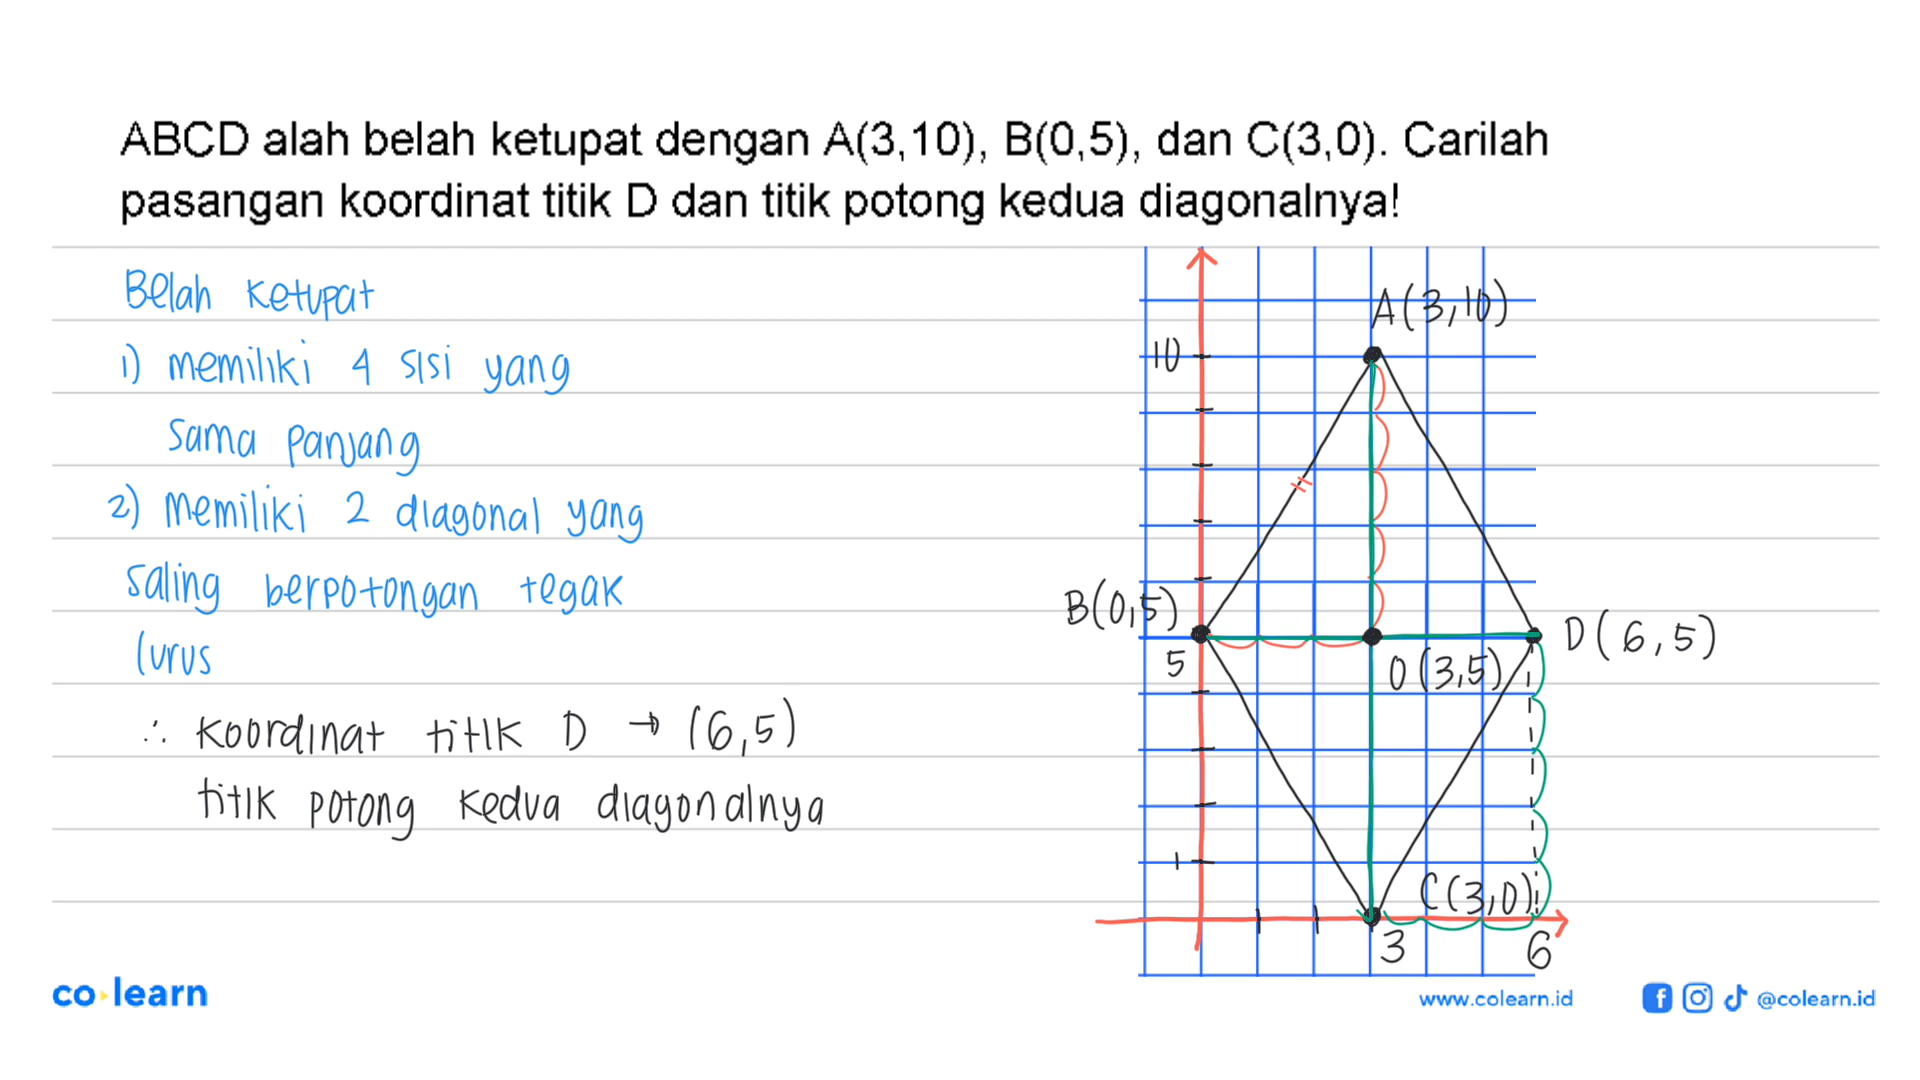 ABCD alah belah ketupat dengan A(3,10), B(0,5), dan C(3,0). Carilah
pasangan koordinat titik D dan titik potong kedua diagonalnya!
Belah ketupat
1) memiliki 4 sisi yang
sama panjang
2) memiliki 2 diagonal yang
saling berpotongan tegak
lurus
∴ koordinat titik D → (6,5)
titik potong kedua diagonalnya
A(3,10)
10
B(0,5)
5
O(3,5)
D(6,5)
1
C(3,0)
3
6
co learn
www.colearn.id
@colearn.id